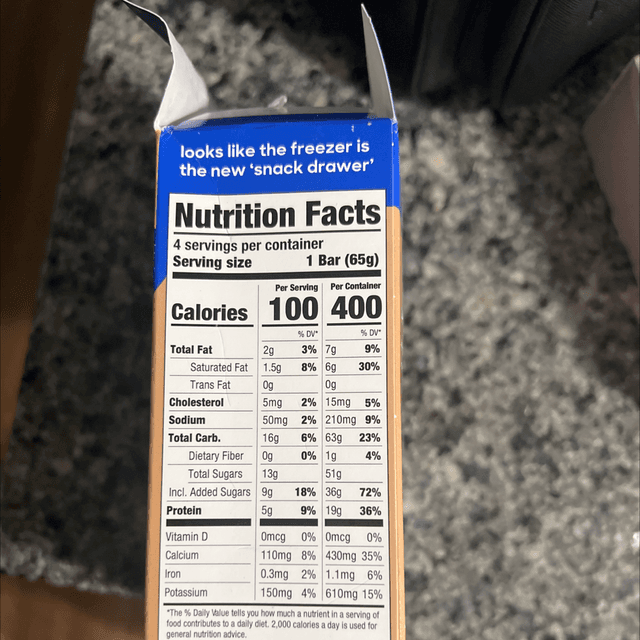 looks like the freezer is
the new 'snack drawer'
Nutrition Facts
4 servings per container
Serving size 1 Bar (65g)
Per Serving Per Container
Calories 100 400
% DV* % DV*
Total Fat 2g 3% 7g 9%
Saturated Fat 1.5g 8% 6g 30%
Trans Fat 0g 0g
Cholesterol 5mg 2% 15mg 5%
Sodium 50mg 2% 210mg 9%
Total Carb. 16g 6% 63g 23%
Dietary Fiber 0g 0% 1g 4%
Total Sugars 13g 51g
Incl. Added Sugars 9g 18% 36g 72%
Protein 5g 9% 19g 36%
Vitamin D 0mcg 0% 0mcg 0%
Calcium 110mg 8% 430mg 35%
Iron 0.3mg 2% 1.1mg 6%
Potassium 150mg 4% 610mg 15%
*The % Daily Value tells you how much a nutrient in a serving of
food contributes to a daily diet. 2,000 calories a day is used for
general nutrition advice.